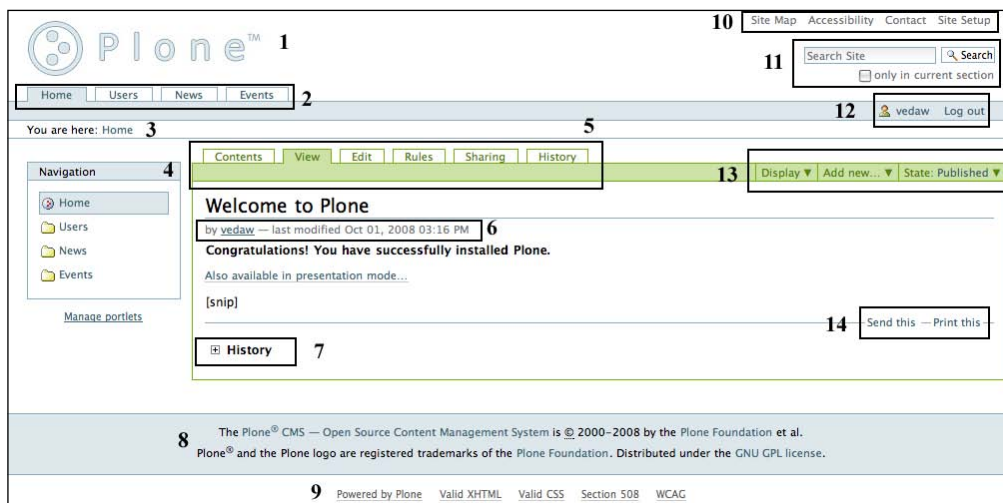 10 Site Map Accessibility Contact Site Setup
Plone™ 1
11 Search Site Search
only in current section
Home Users News Events 2
12 vedaw Log out
You are here: Home 3
5
4 Contents View Edit Rules Sharing History
Navigation
13 Display ▼ Add new... ▼ State: Published ▼
Home
Users
News
Events
Manage portlets
Welcome to Plone
by vedaw — last modified Oct 01, 2008 03:16 PM 6
Congratulations! You have successfully installed Plone.
Also available in presentation mode...
[snip]
14 Send this — Print this —
History 7
8 The Plone® CMS — Open Source Content Management System is © 2000-2008 by the Plone Foundation et al.
Plone® and the Plone logo are registered trademarks of the Plone Foundation. Distributed under the GNU GPL license.
9 Powered by Plone Valid XHTML Valid CSS Section 508 WCAG